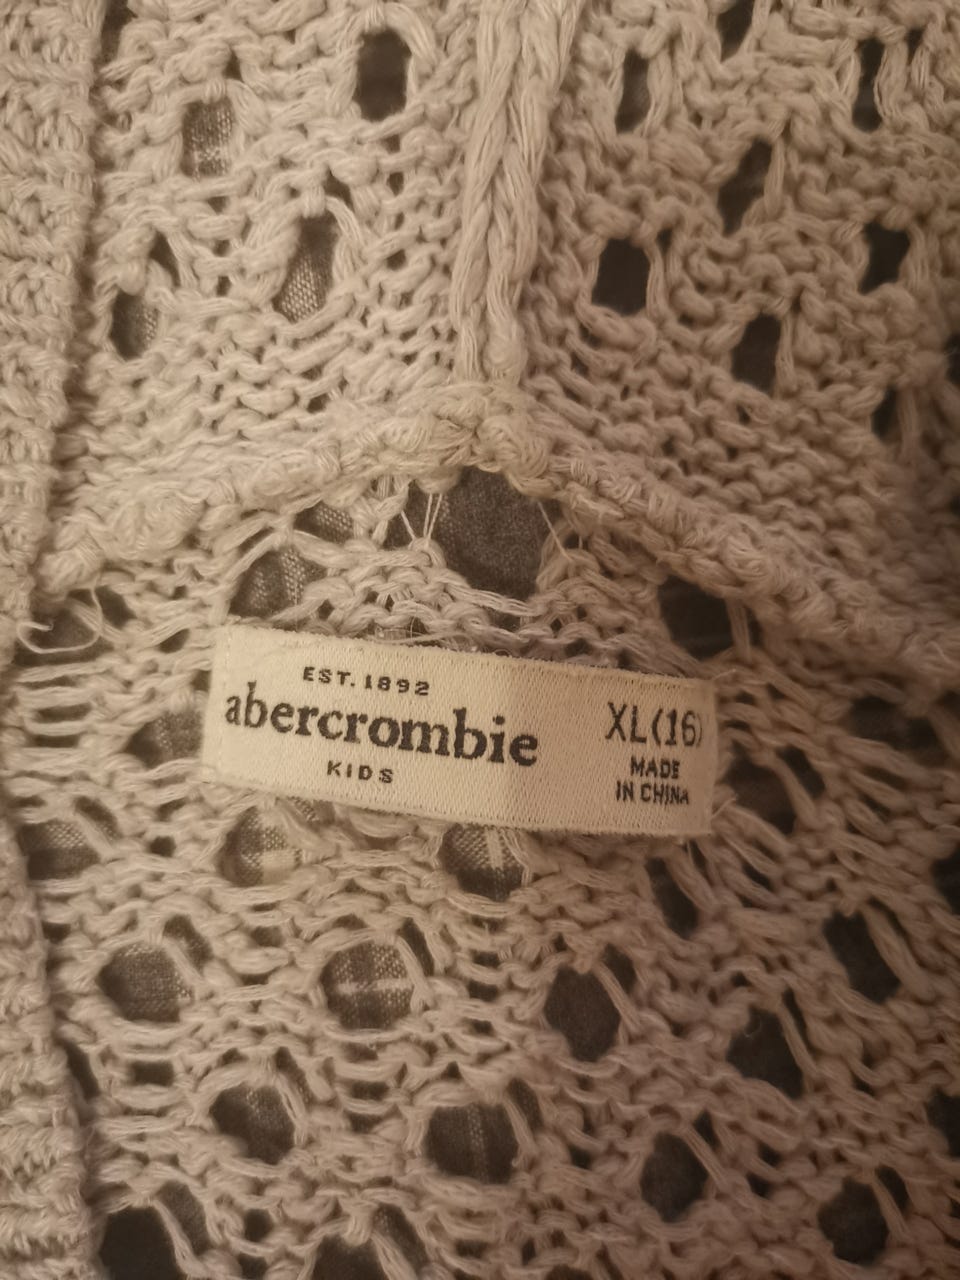 EST. 1892
abercrombie
KIDS
XL(16)
MADE
IN CHINA